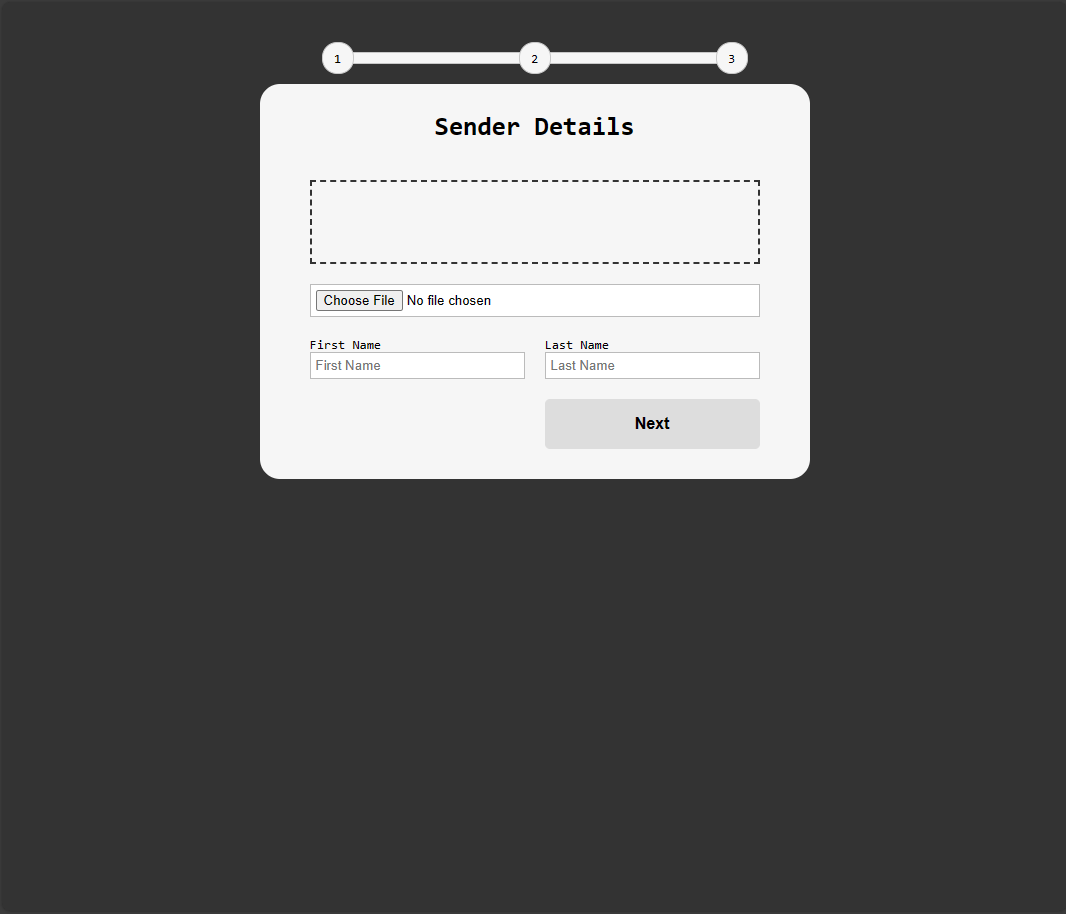 1 2 3
Sender Details
Choose File No file chosen
First Name Last Name
First Name Last Name
Next